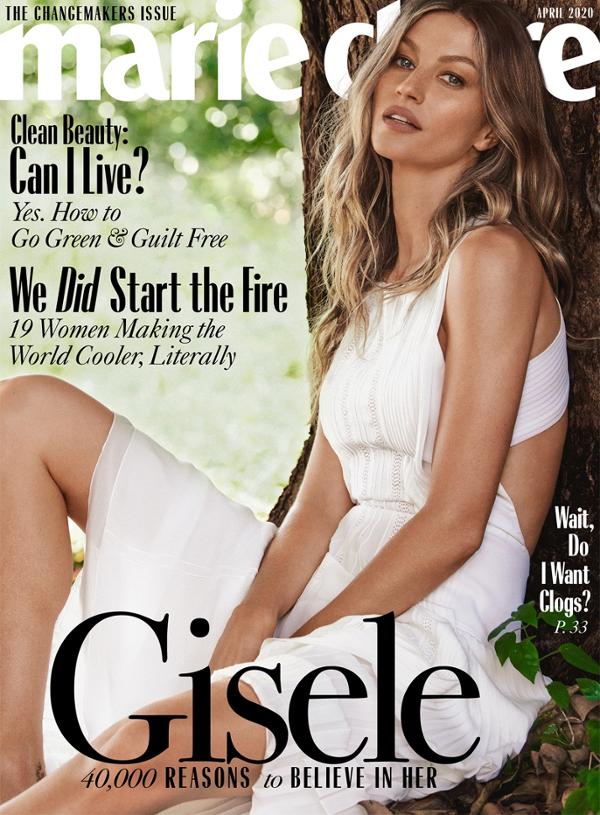 THE CHANGEMAKERS ISSUE
APRIL 2020
marie claire
Clean Beauty:
Can I Live?
Yes. How to
Go Green & Guilt Free
We Did Start the Fire
19 Women Making the
World Cooler, Literally
Wait,
Do
I Want
Clogs?
P. 33
Gisele
40,000 REASONS to BELIEVE IN HER